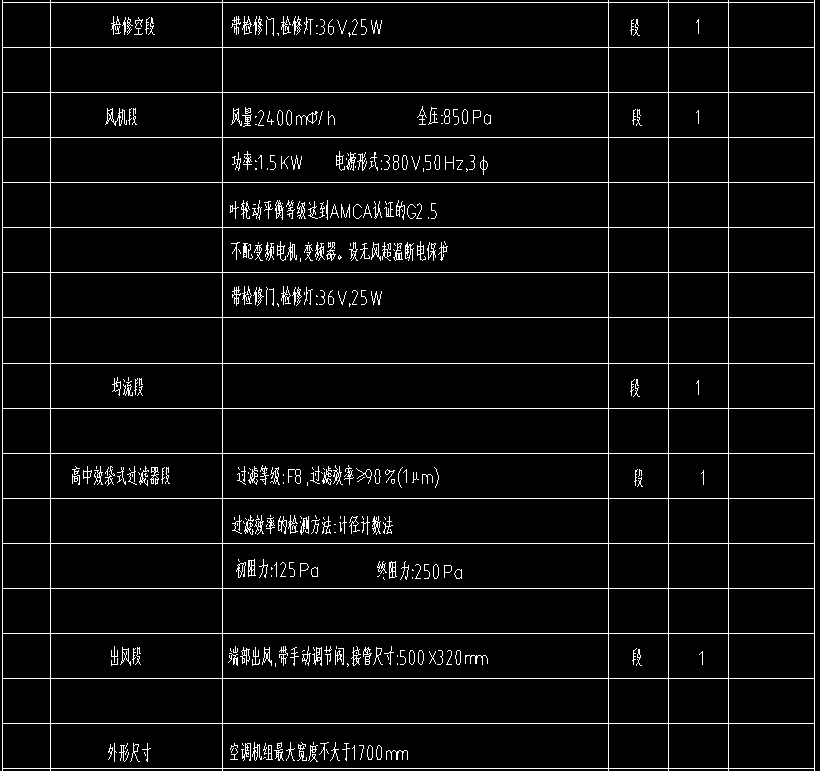 检修空段 带检修门,检修灯:36V,25W 段 1
风机段 风量:2400m³/h 全压:850Pa 段 1
功率:1.5KW 电源形式:380V,50Hz,3φ
叶轮动平衡等级达到AMCA认证的G2.5
不配变频电机,变频器。设无风超温断电保护
带检修门,检修灯:36V,25W
均流段 段 1
高中效袋式过滤器段 过滤等级:F8,过滤效率≥90%(1μm) 段 1
过滤效率的检测方法:计径计数法
初阻力:125Pa 终阻力:250Pa
出风段 端部出风,带手动调节阀,接管尺寸:500X320mm 段 1
外形尺寸 空调机组最大宽度不大于1700mm